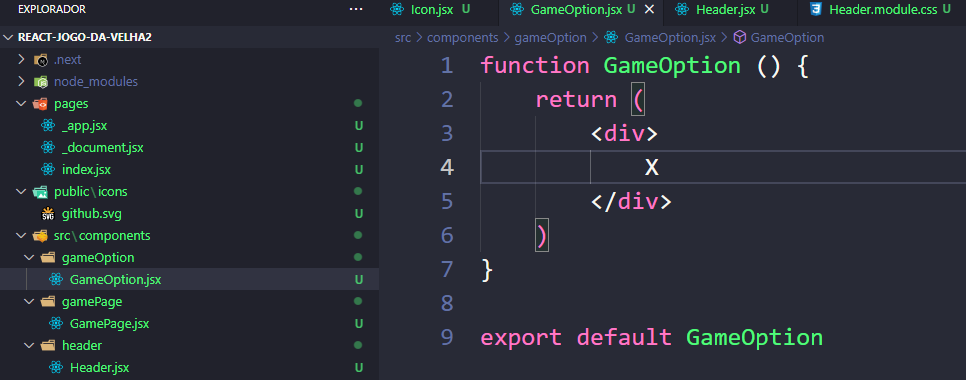 EXPLORADOR ...
REACT-JOGO-DA-VELHA2
.next
node_modules
pages
_app.jsx U
_document.jsx U
index.jsx U
public\icons
github.svg U
src\components
gameOption
GameOption.jsx U
gamePage
GamePage.jsx U
header
Header.jsx U
Icon.jsx U GameOption.jsx U Header.jsx U Header.module.css U
src > components > gameOption > GameOption.jsx > GameOption
1 function GameOption () {
2 return (
3 <div>
4 X
5 </div>
6 )
7 }
8
9 export default GameOption